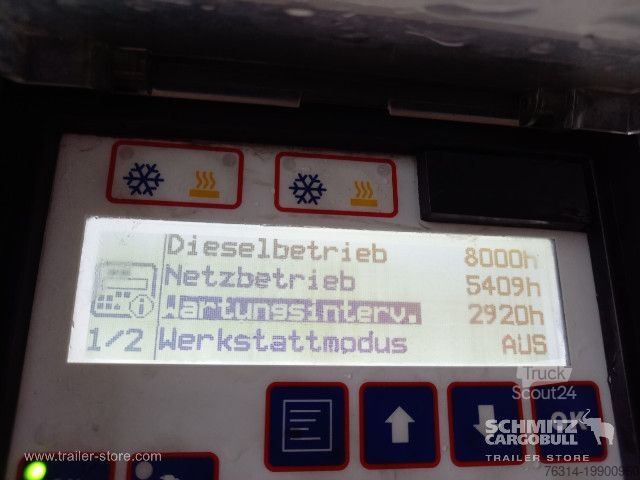 Dieselbetrieb 8000h
Netzbetrieb 5409h
Wartungsinterv. 2920h
1/2 Werkstattmodus AUS
Truck
Scout24
OK
SCHMITZ
CARGOBULL
TRAILER STORE
www.trailer-store.com